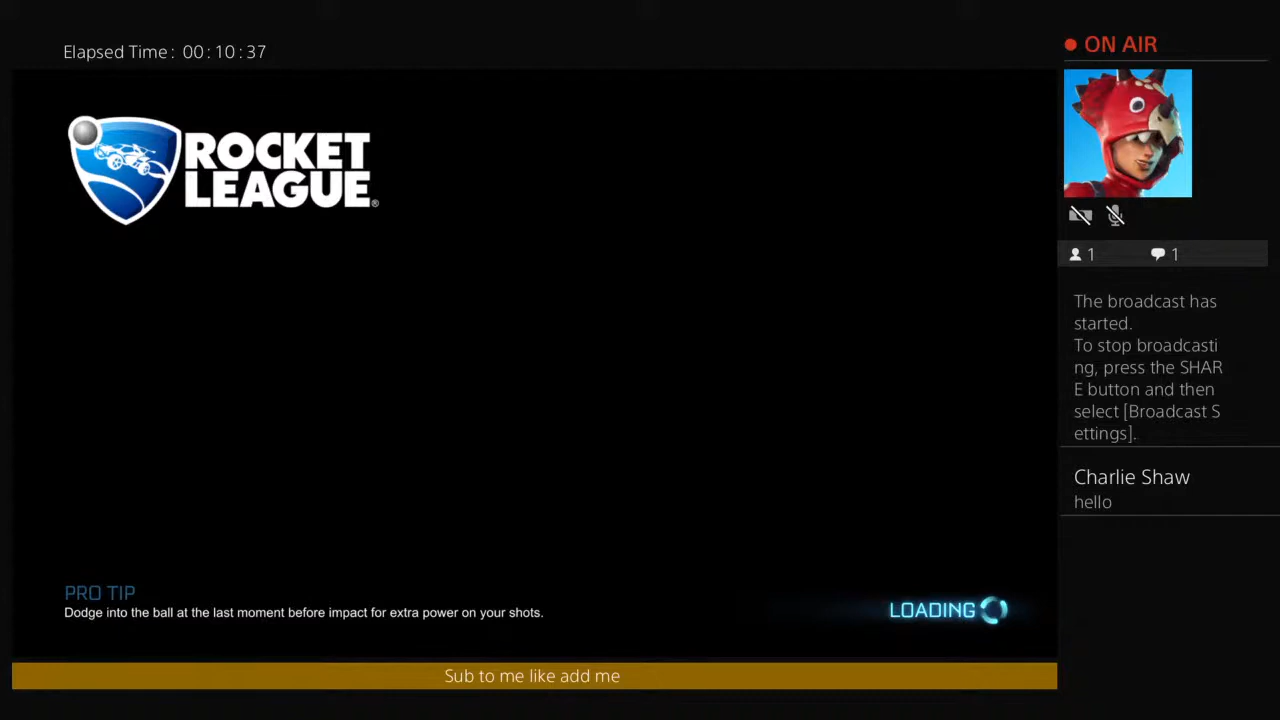 Elapsed Time: 00:10:37
ON AIR
ROCKET
LEAGUE®
1 1
The broadcast has
started.
To stop broadcasti
ng, press the SHAR
E button and then
select [Broadcast S
ettings].
Charlie Shaw
hello
PRO TIP
Dodge into the ball at the last moment before impact for extra power on your shots.
LOADING
Sub to me like add me